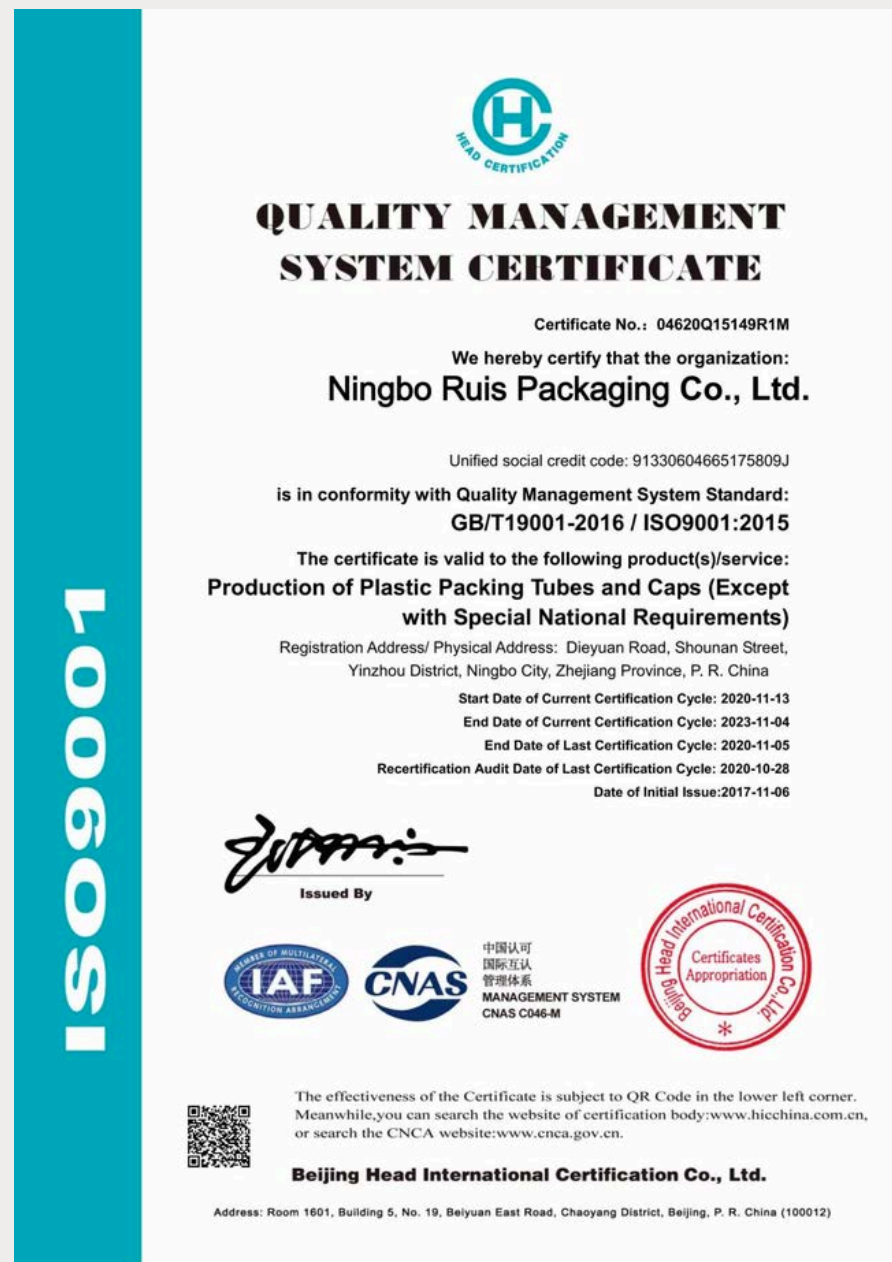 HC
HEAD CERTIFICATION
QUALITY MANAGEMENT
SYSTEM CERTIFICATE
Certificate No.: 04620Q15149R1M
We hereby certify that the organization:
Ningbo Ruis Packaging Co., Ltd.
Unified social credit code: 91330604665175809J
is in conformity with Quality Management System Standard:
GB/T19001-2016 / ISO9001:2015
The certificate is valid to the following product(s)/service:
Production of Plastic Packing Tubes and Caps (Except
with Special National Requirements)
Registration Address/ Physical Address: Dieyuan Road, Shounan Street,
Yinzhou District, Ningbo City, Zhejiang Province, P. R. China
Start Date of Current Certification Cycle: 2020-11-13
End Date of Current Certification Cycle: 2023-11-04
End Date of Last Certification Cycle: 2020-11-05
Recertification Audit Date of Last Certification Cycle: 2020-10-28
Date of Initial Issue:2017-11-06
ISO9001
Issued By
MEMBER OF MULTILATERAL
IAF
RECOGNITION ARRANGEMENT
CNAS
中国认可
国际互认
管理体系
MANAGEMENT SYSTEM
CNAS C046-M
Beijing Head International Certification Co.,Ltd.
Certificates
Appropriation
The effectiveness of the Certificate is subject to QR Code in the lower left corner.
Meanwhile,you can search the website of certification body:www.hicchina.com.cn,
or search the CNCA website:www.cnca.gov.cn.
Beijing Head International Certification Co., Ltd.
Address: Room 1601, Building 5, No. 19, Beiyuan East Road, Chaoyang District, Beijing, P. R. China (100012)